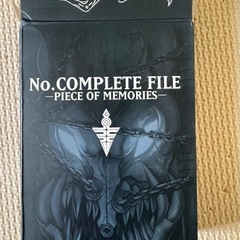 No.COMPLETE FILE
—PIECE OF MEMORIES—